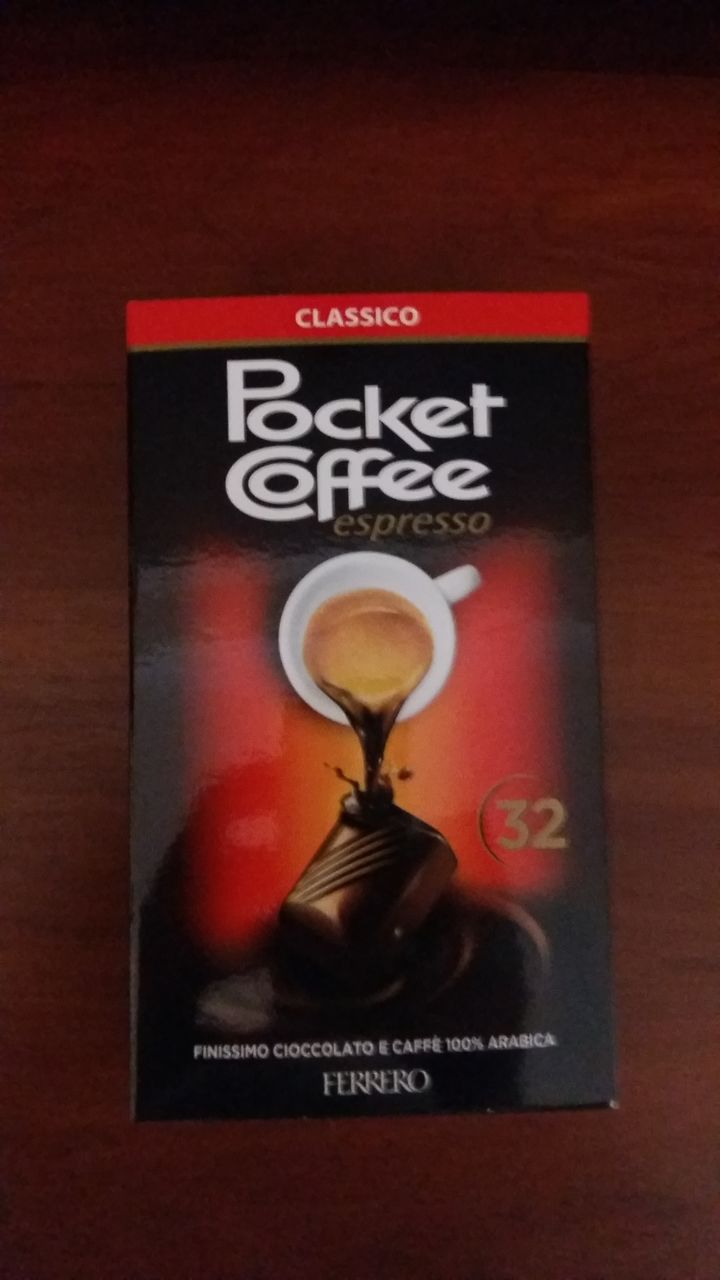 CLASSICO
Pocket
Coffee
espresso
32
FINISSIMO CIOCCOLATO E CAFFÈ 100% ARABICA
FERRERO